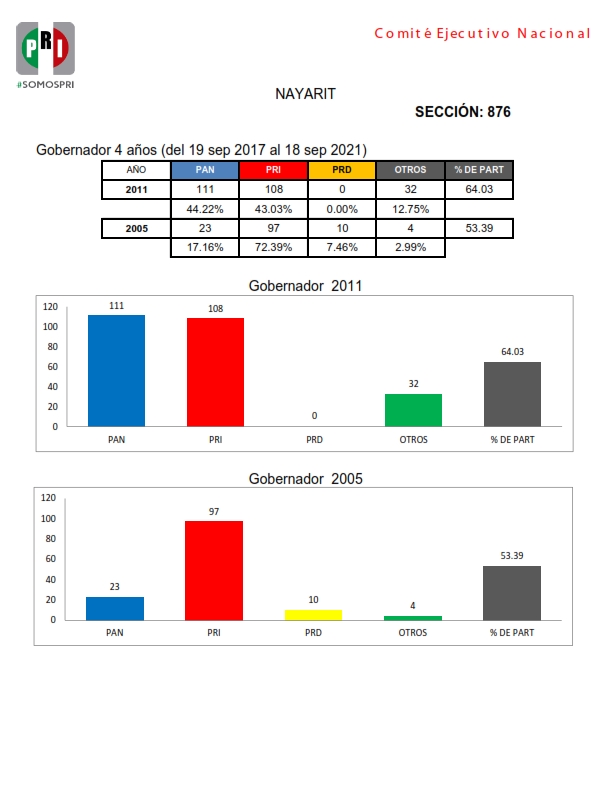 Comité Ejecutivo Nacional
PRI
#SOMOSPRI
NAYARIT
SECCIÓN: 876
Gobernador 4 años (del 19 sep 2017 al 18 sep 2021)
AÑO PAN PRI PRD OTROS % DE PART
2011 111 108 0 32 64.03
44.22% 43.03% 0.00% 12.75%
2005 23 97 10 4 53.39
17.16% 72.39% 7.46% 2.99%
Gobernador 2011
120
100
80
60
40
20
0
111
108
0
32
64.03
PAN PRI PRD OTROS % DE PART
Gobernador 2005
120
100
80
60
40
20
0
23
97
10
4
53.39
PAN PRI PRD OTROS % DE PART